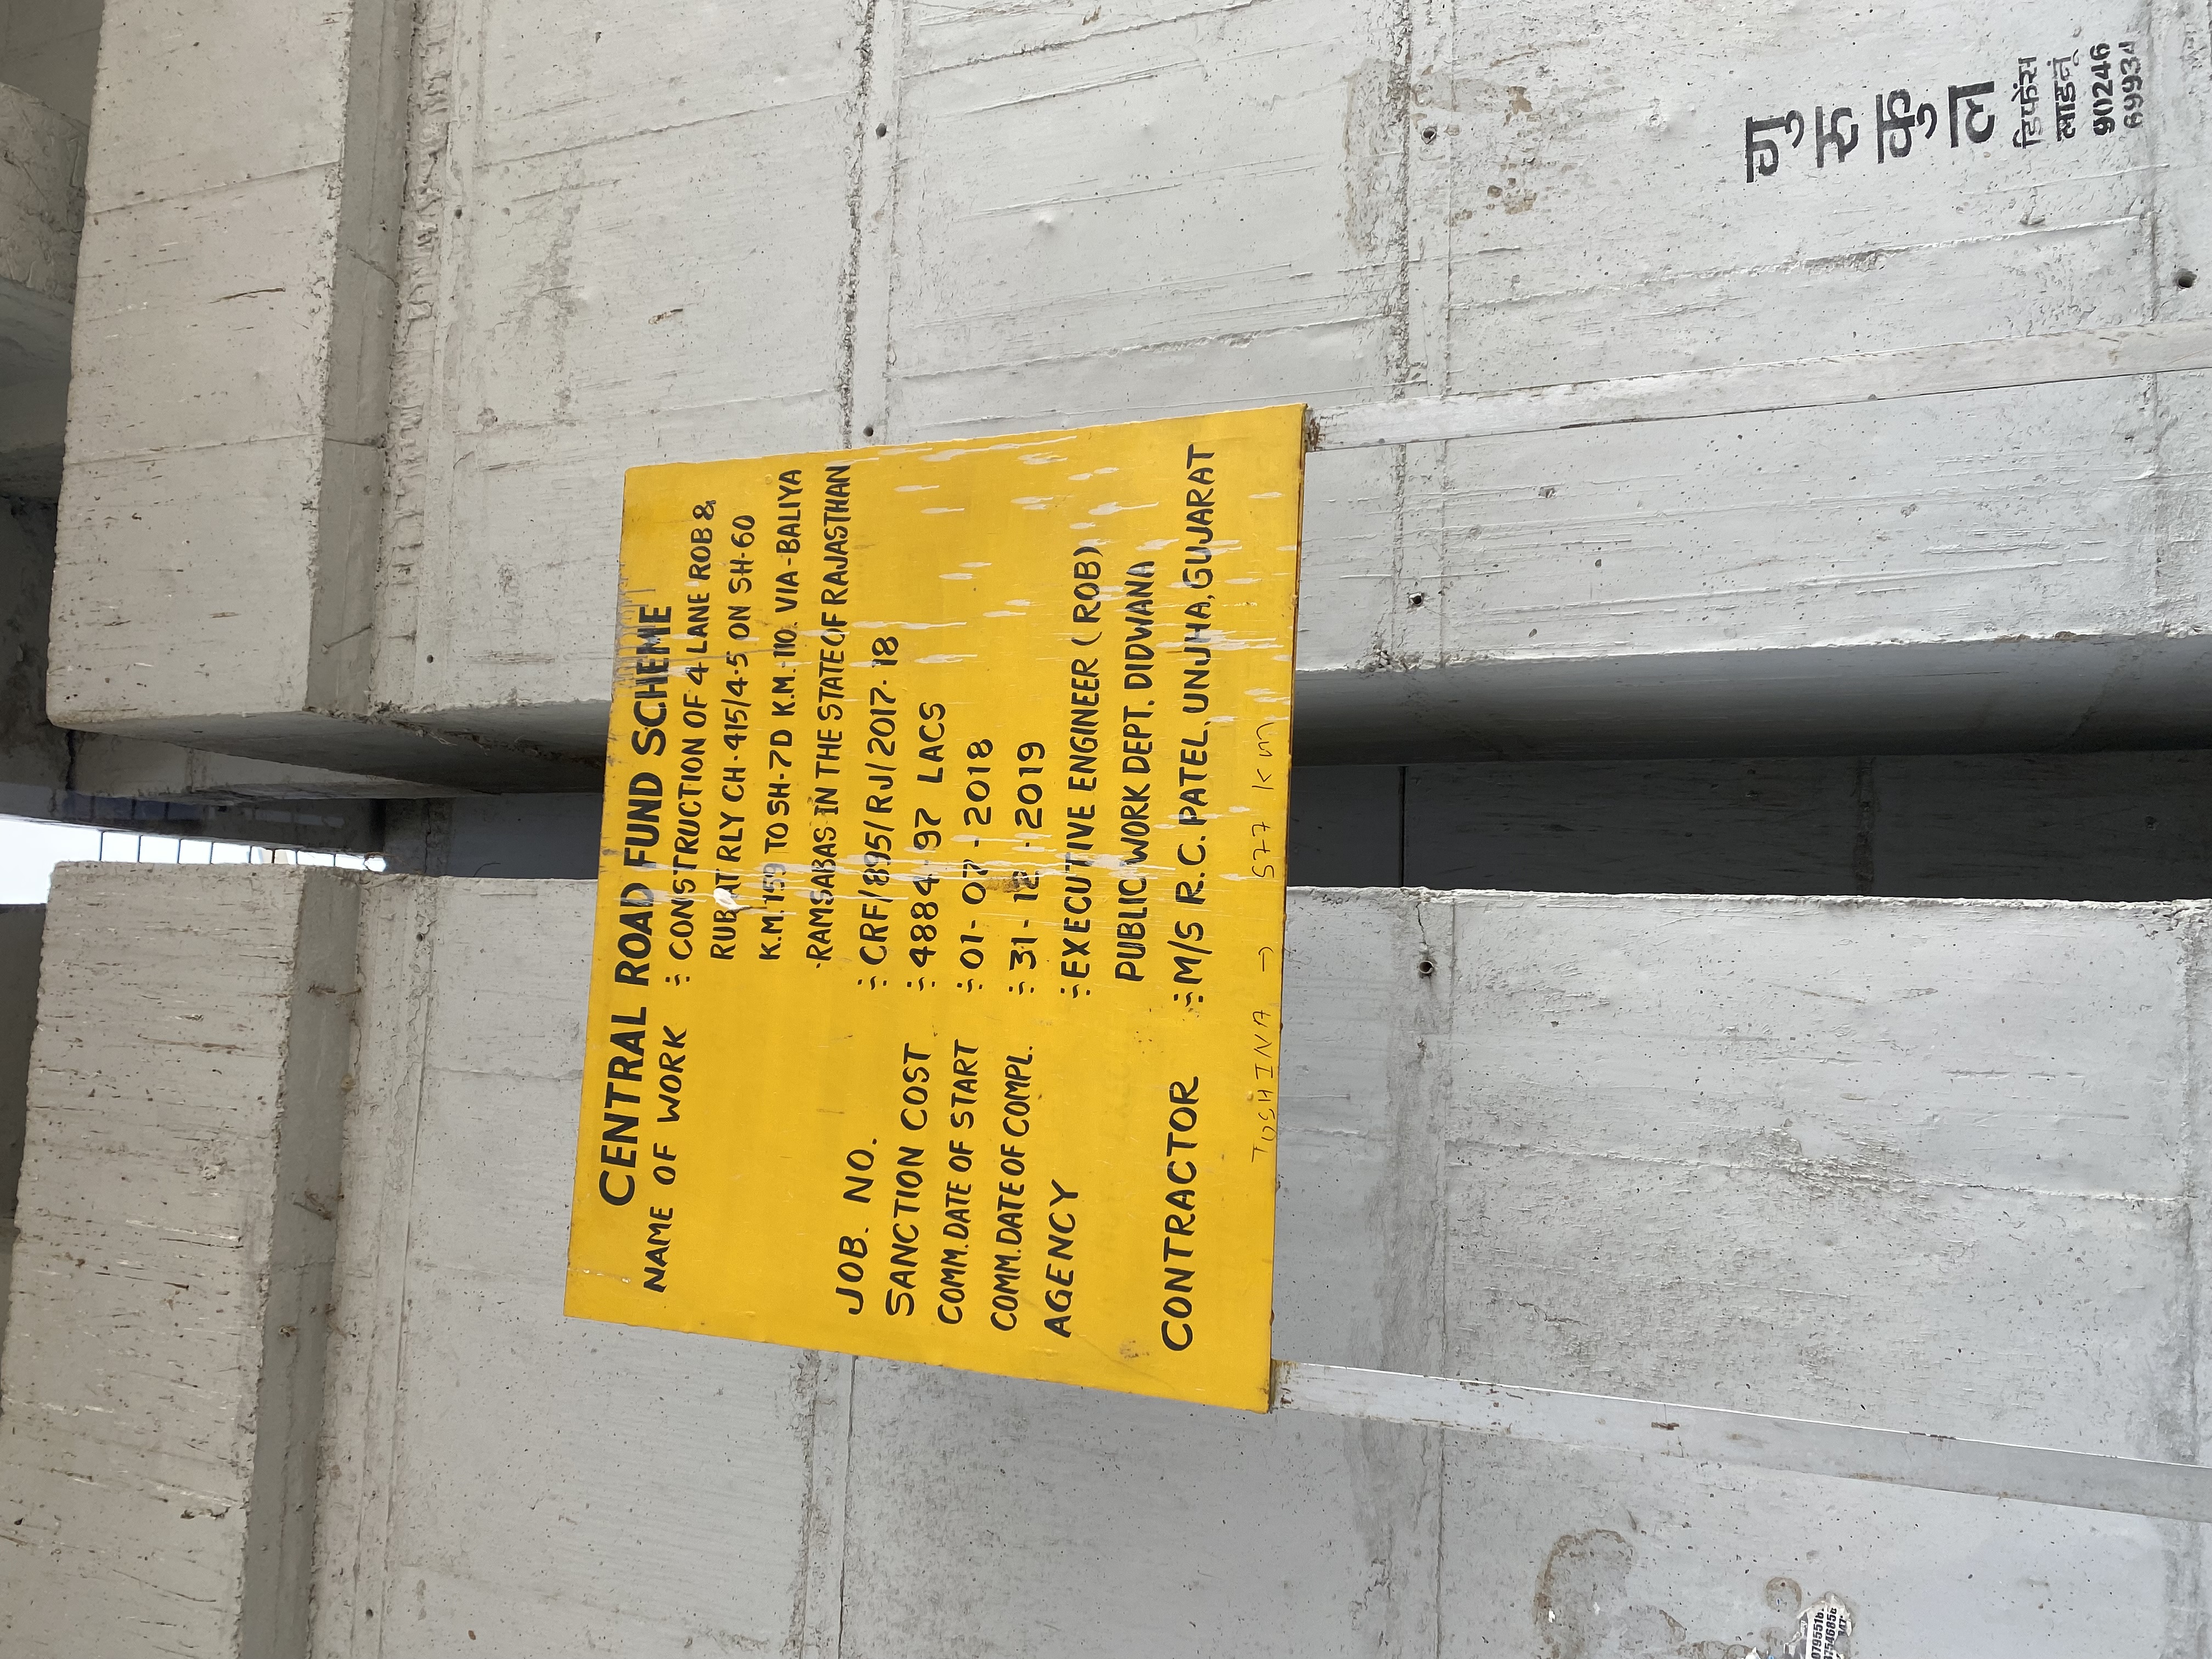 CENTRAL ROAD FUND SCHEME
NAME OF WORK :- CONSTRUCTION OF 4 LANE ROB &
RUB AT RLY CH-415/4-5 ON SH-60
K.M. 159 TO SH-7D K.M.-110. VIA-BALIYA
RAMSABAS IN THE STATE OF RAJASTHAN
JOB. NO. :- CRF/895/RJ/2017-18
SANCTION COST :- 4884.97 LACS
COMM.DATE OF START :- 01-07-2018
COMM.DATE OF COMPL. :- 31-12-2019
AGENCY :- EXECUTIVE ENGINEER (ROB)
PUBLIC WORK DEPT. DIDWANA
CONTRACTOR :- M/S R.C. PATEL, UNJHA, GUJARAT
TOSHINA → 577 Km
गु
रु
कु
ल
डिफेंस
लाडनूं
90246
69934